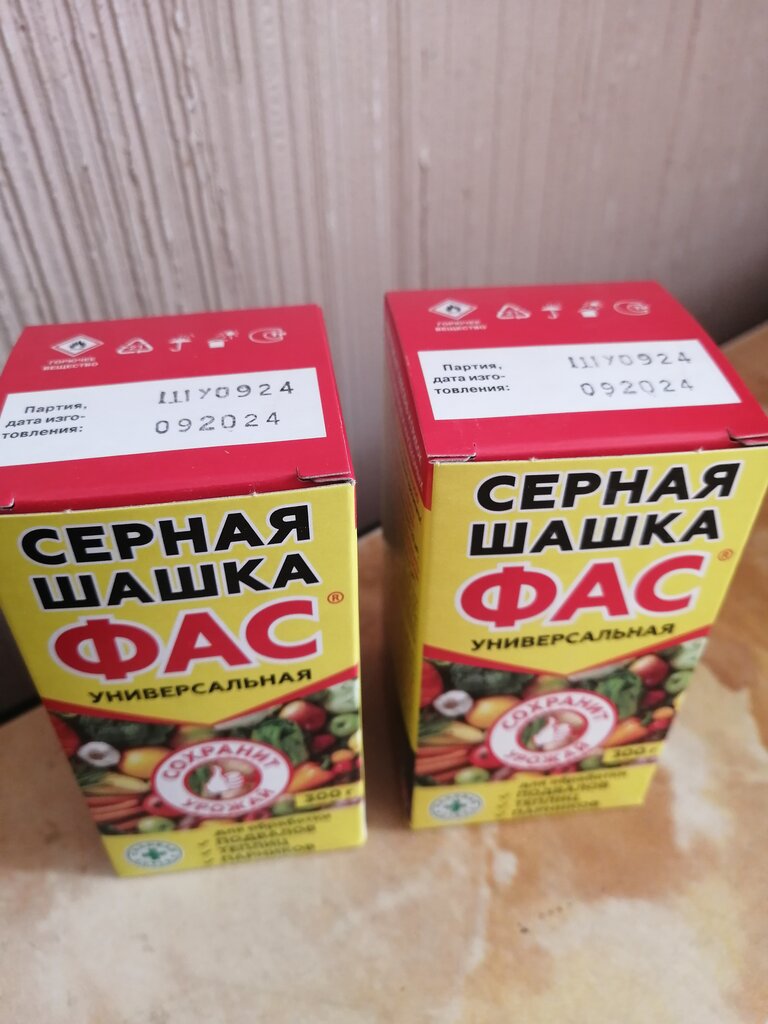 ГОРЮЧЕЕ
ВЕЩЕСТВО
Партия,
дата изго-
товления:
ШУ0924
092024
СЕРНАЯ
ШАШКА
ФАС®
УНИВЕРСАЛЬНАЯ
СОХРАНИТ
УРОЖАЙ
300 г
для обработки
ПОДВАЛОВ
ТЕПЛИЦ
ПАРНИКОВ
ГОРЮЧЕЕ
ВЕЩЕСТВО
Партия,
дата изго-
товления:
ШУ0924
092024
СЕРНАЯ
ШАШКА
ФАС®
УНИВЕРСАЛЬНАЯ
СОХРАНИТ
УРОЖАЙ
300 г
для обработки
ПОДВАЛОВ
ТЕПЛИЦ
ПАРНИКОВ